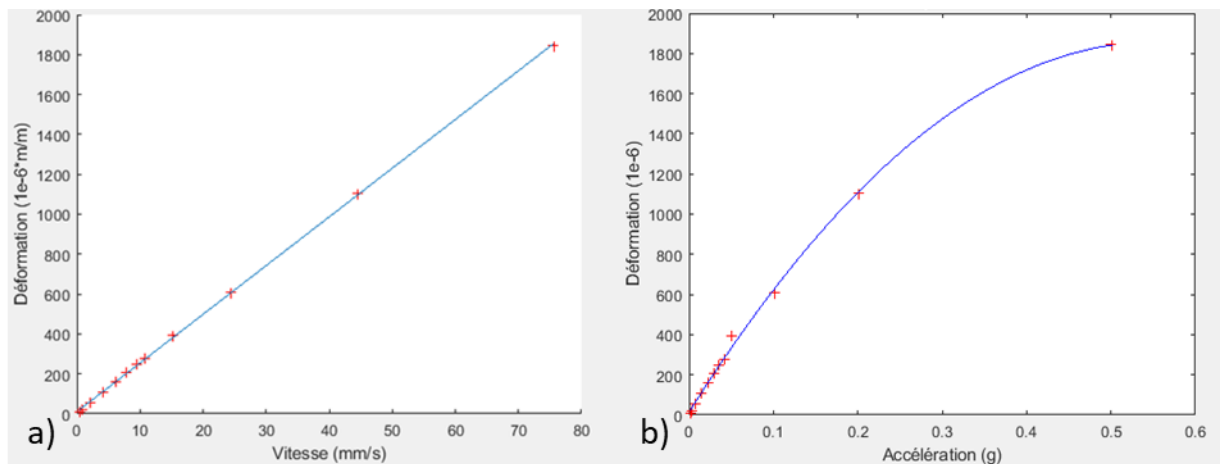 2000
1800
1600
1400
1200
1000
800
600
400
200
0
Déformation (1e-6*m/m)
0 10 20 30 40 50 60 70 80
Vitesse (mm/s)
a)
2000
1800
1600
1400
1200
1000
800
600
400
200
0
Déformation (1e-6)
0 0.1 0.2 0.3 0.4 0.5 0.6
Accélération (g)
b)